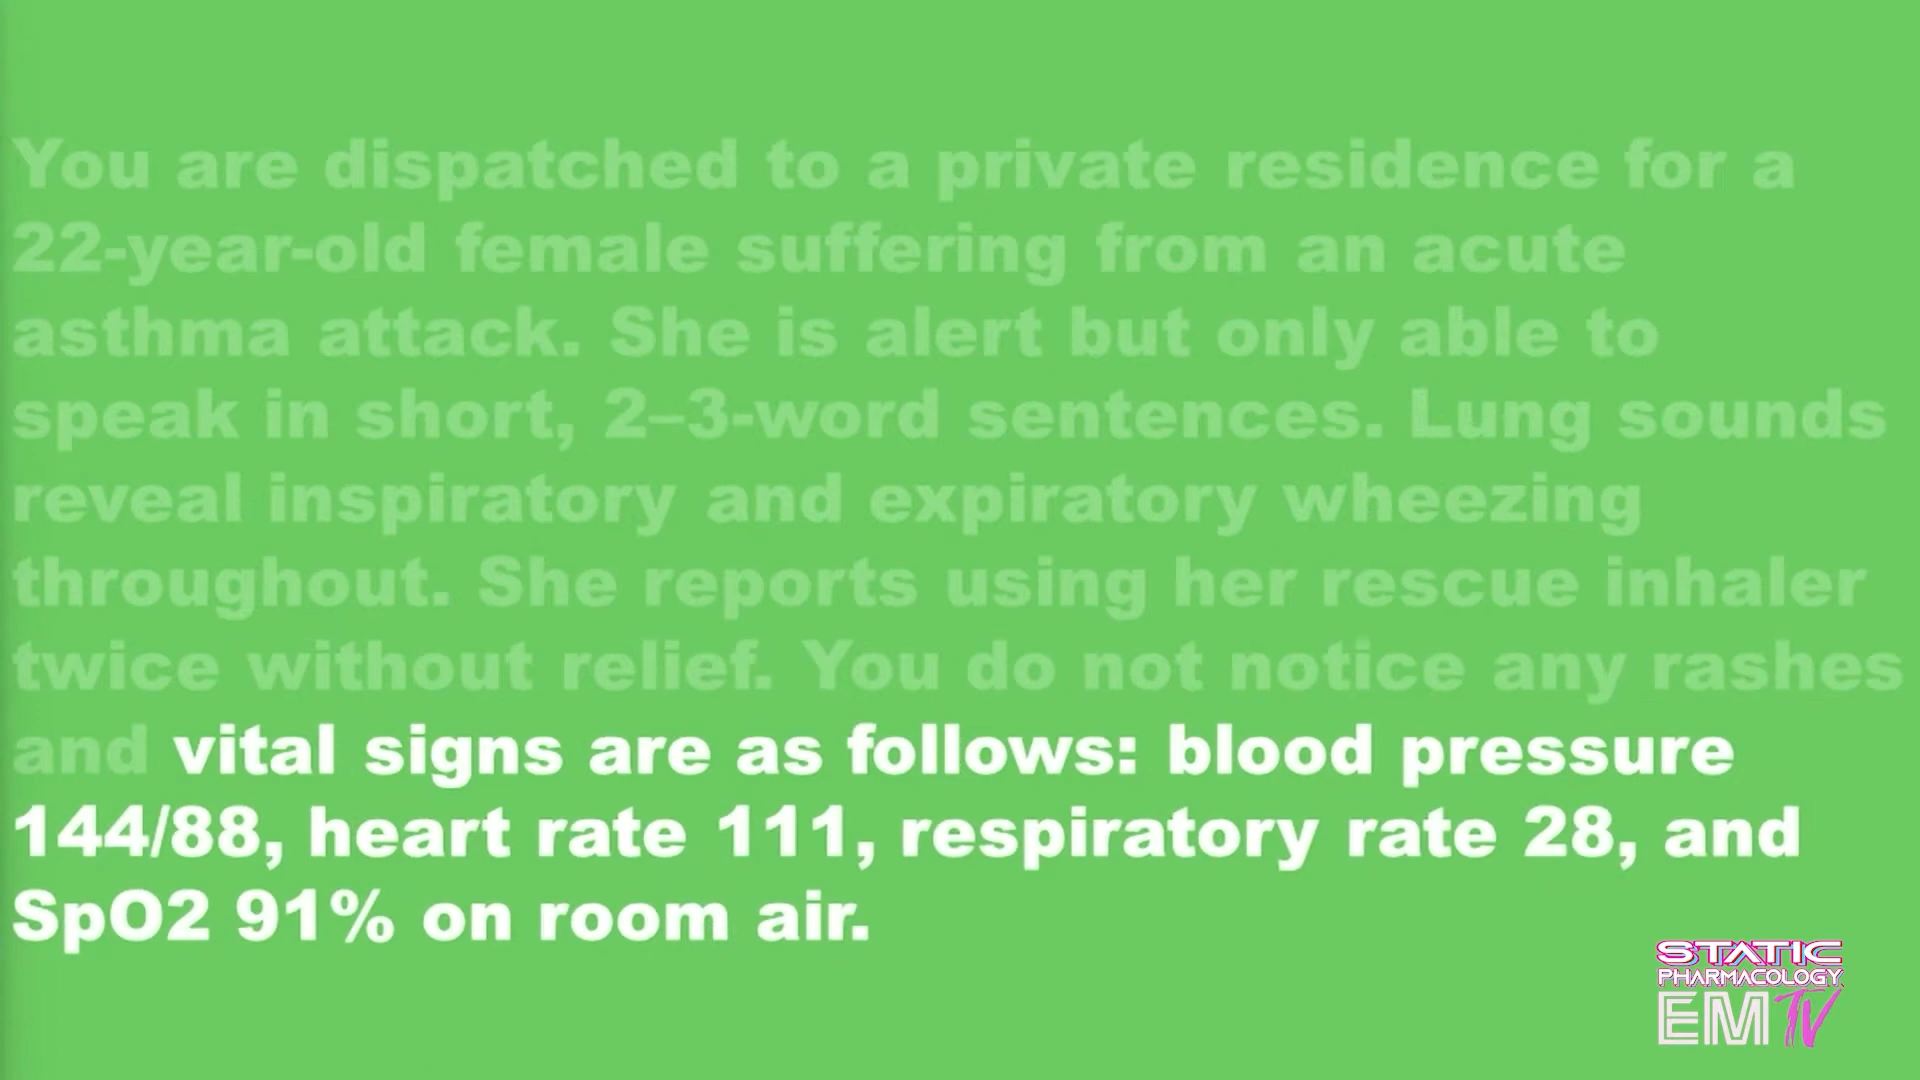 You are dispatched to a private residence for a
22-year-old female suffering from an acute
asthma attack. She is alert but only able to
speak in short, 2–3-word sentences. Lung sounds
reveal inspiratory and expiratory wheezing
throughout. She reports using her rescue inhaler
twice without relief. You do not notice any rashes
and vital signs are as follows: blood pressure
144/88, heart rate 111, respiratory rate 28, and
SpO2 91% on room air.
STATIC
PHARMACOLOGY
EMTV